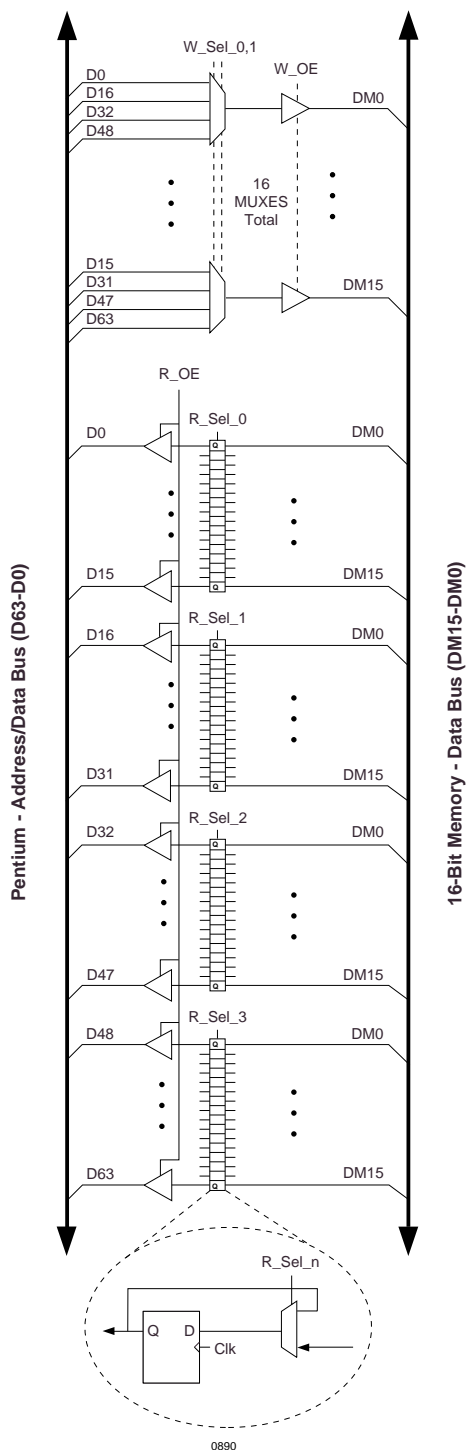 W_Sel_0,1
W_OE
D0
D16
D32
D48
DM0
16
MUXES
Total
D15
D31
D47
D63
DM15
R_OE
R_Sel_0
D0
DM0
Q
D15
DM15
Q
R_Sel_1
D16
DM0
Q
D31
DM15
Q
R_Sel_2
D32
DM0
Q
D47
DM15
Q
R_Sel_3
D48
DM0
Q
D63
DM15
Q
Pentium - Address/Data Bus (D63-D0)
16-Bit Memory - Data Bus (DM15-DM0)
R_Sel_n
Q D
Clk
0890